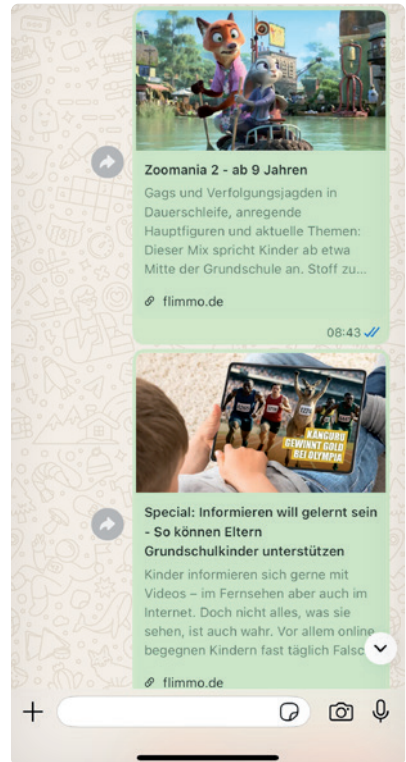 Zoomania 2 - ab 9 Jahren
Gags und Verfolgungsjagden in
Dauerschleife, anregende
Hauptfiguren und aktuelle Themen:
Dieser Mix spricht Kinder ab etwa
Mitte der Grundschule an. Stoff zu...
flimmo.de
08:43
KÄNGURU
GEWINNT GOLD
BEI OLYMPIA
Special: Informieren will gelernt sein
- So können Eltern
Grundschulkinder unterstützen
Kinder informieren sich gerne mit
Videos – im Fernsehen aber auch im
Internet. Doch nicht alles, was sie
sehen, ist auch wahr. Vor allem online
begegnen Kindern fast täglich Falsc
flimmo.de